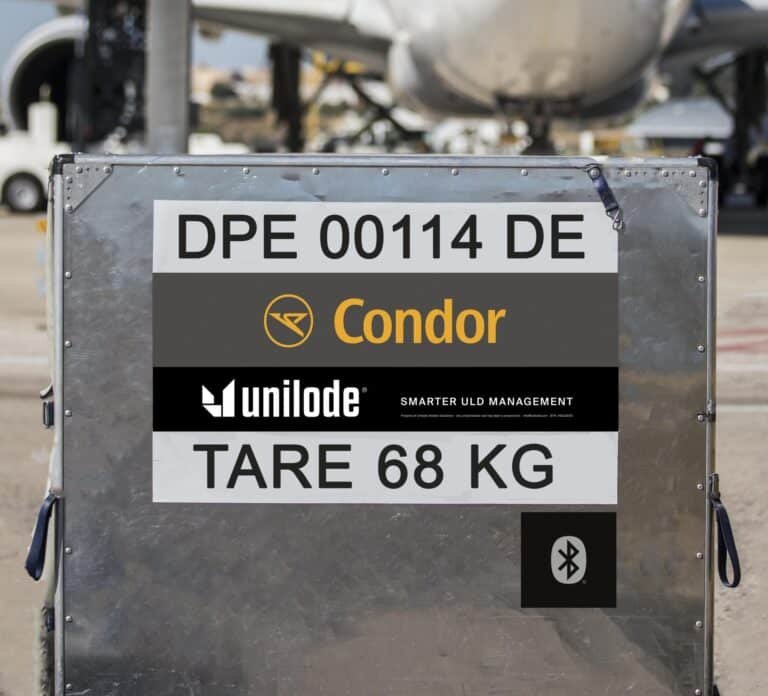 DPE 00114 DE
Condor
unilode®
SMARTER ULD MANAGEMENT
TARE 68 KG